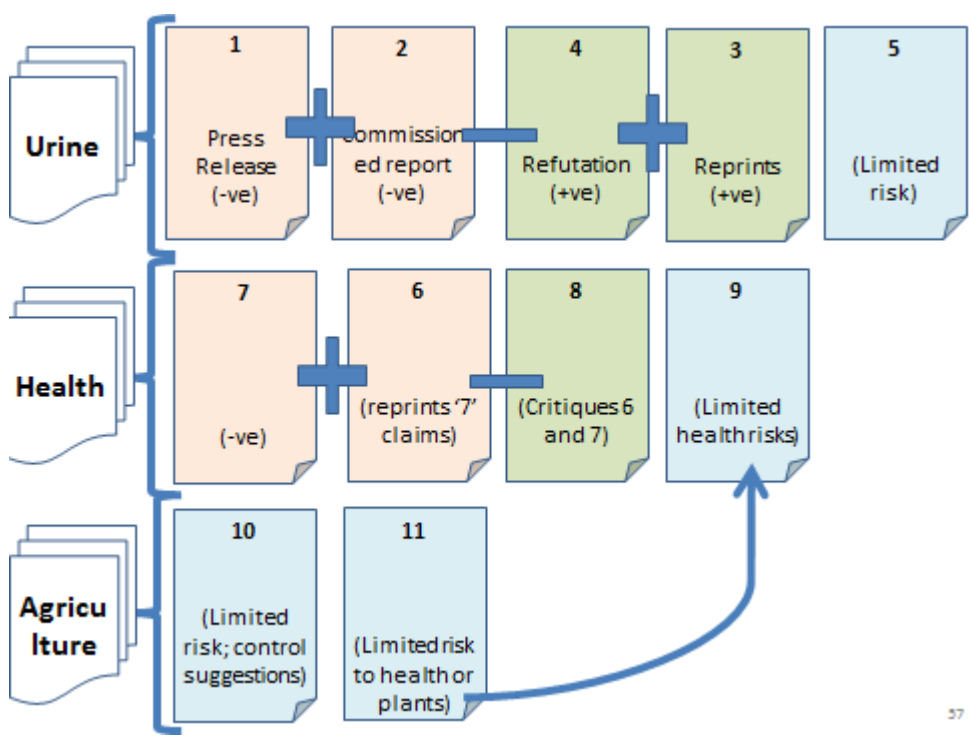 Urine
1
Press
Release
(-ve)
2
commission
ed report
(-ve)
4
Refutation
(+ve)
3
Reprints
(+ve)
5
(Limited
risk)
Health
7
(-ve)
6
(reprints ‘7’
claims)
8
(Critiques 6
and 7)
9
(Limited
health risks)
Agricu
lture
10
(Limited
risk; control
suggestions)
11
(Limited risk
to health or
plants)
57